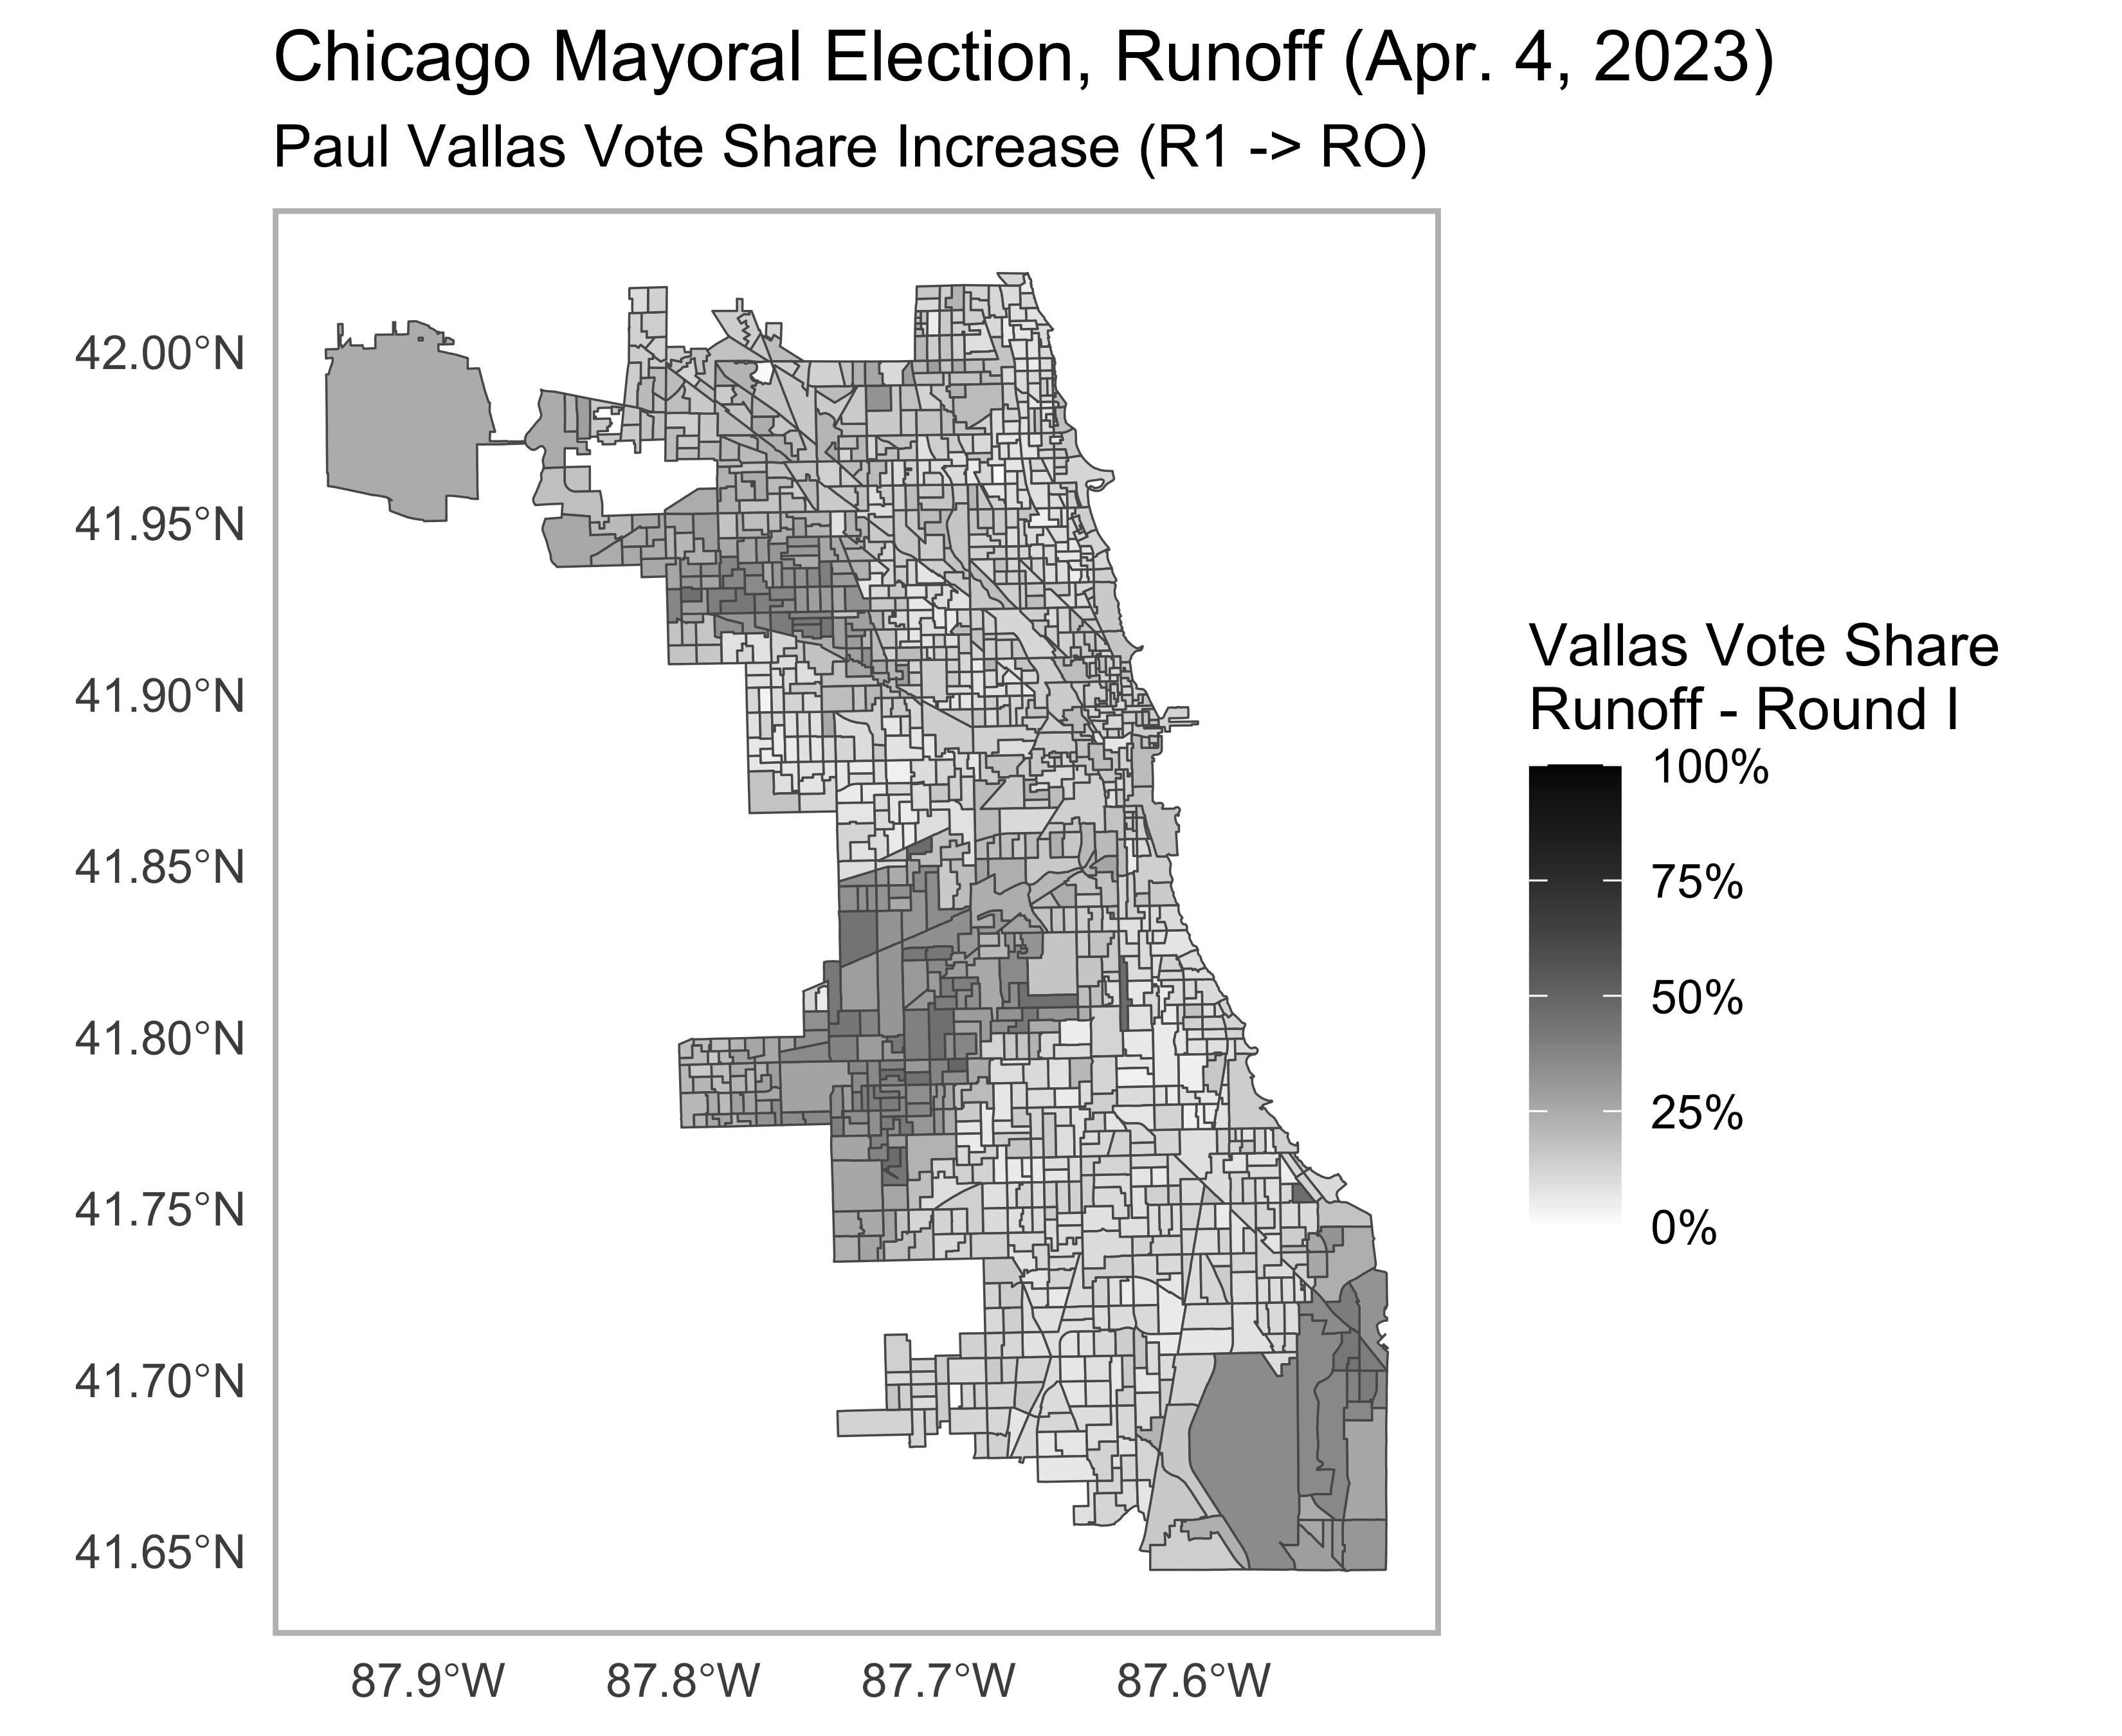 Chicago Mayoral Election, Runoff (Apr. 4, 2023)
Paul Vallas Vote Share Increase (R1 -> RO)
42.00°N
41.95°N
41.90°N
41.85°N
41.80°N
41.75°N
41.70°N
41.65°N
87.9°W
87.8°W
87.7°W
87.6°W
Vallas Vote Share
Runoff - Round I
100%
75%
50%
25%
0%